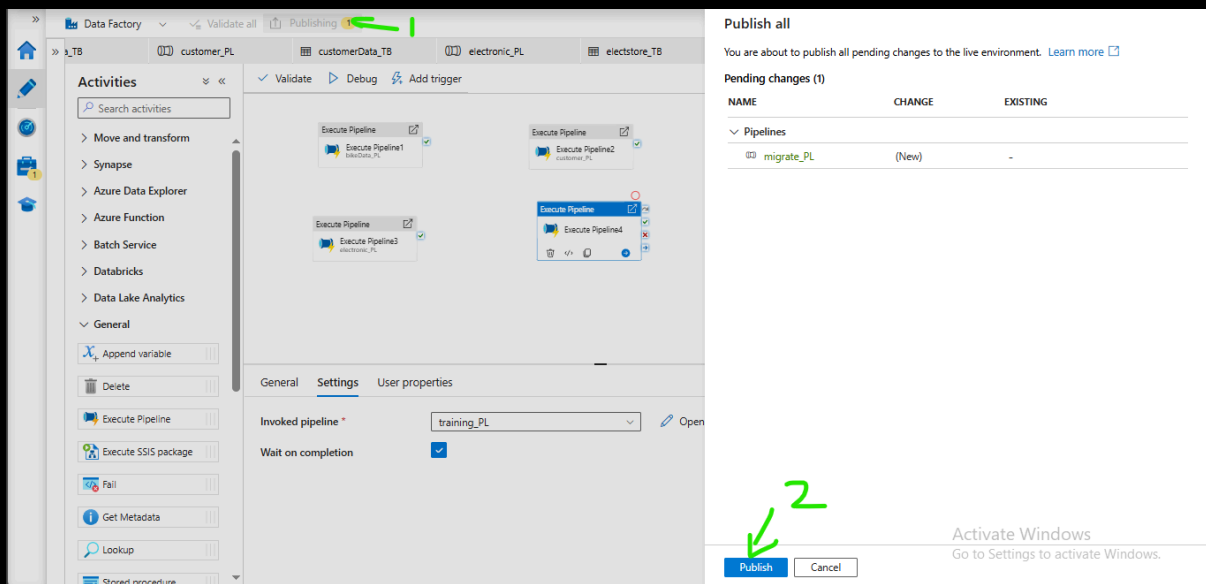 »
Data Factory
Validate all
Publishing 1
1
» a_TB
customer_PL
customerData_TB
electronic_PL
electstore_TB
Activities
«
Search activities
Move and transform
Synapse
Azure Data Explorer
Azure Function
Batch Service
Databricks
Data Lake Analytics
General
Append variable
Delete
Execute Pipeline
Execute SSIS package
Fail
Get Metadata
Lookup
Stored procedure
1
Validate
Debug
Add trigger
Execute Pipeline
Execute Pipeline1
bikeData_PL
Execute Pipeline
Execute Pipeline2
customer_PL
Execute Pipeline
Execute Pipeline3
electronic_PL
Execute Pipeline
Execute Pipeline4
General
Settings
User properties
Invoked pipeline *
training_PL
Open
Wait on completion
Publish all
You are about to publish all pending changes to the live environment. Learn more
Pending changes (1)
NAME CHANGE EXISTING
Pipelines
migrate_PL (New) -
2
Activate Windows
Go to Settings to activate Windows.
Publish
Cancel